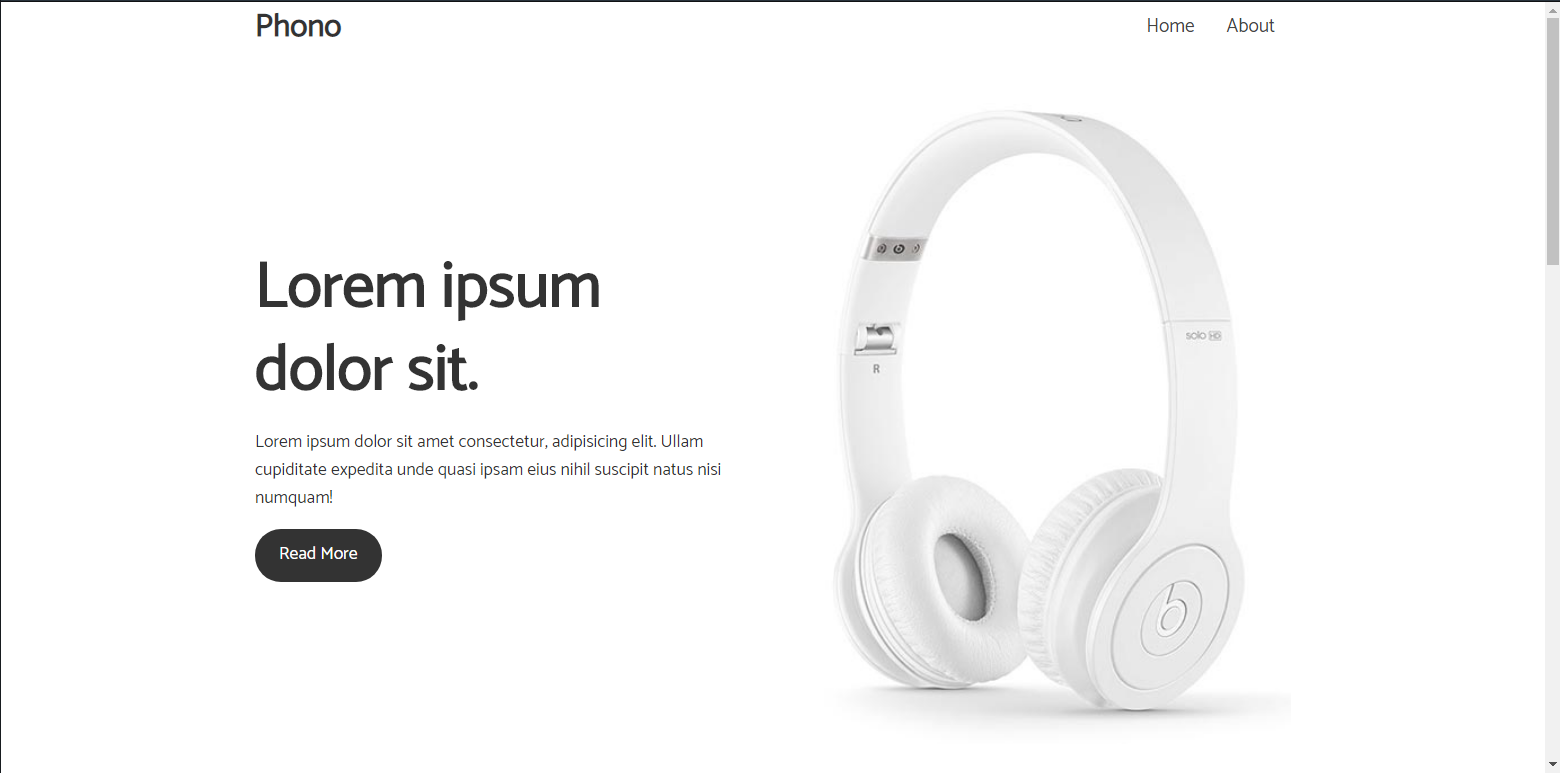 Phono
Home About
Lorem ipsum
dolor sit.
Lorem ipsum dolor sit amet consectetur, adipisicing elit. Ullam
cupiditate expedita unde quasi ipsam eius nihil suscipit natus nisi
numquam!
Read More
solo HD
R
b